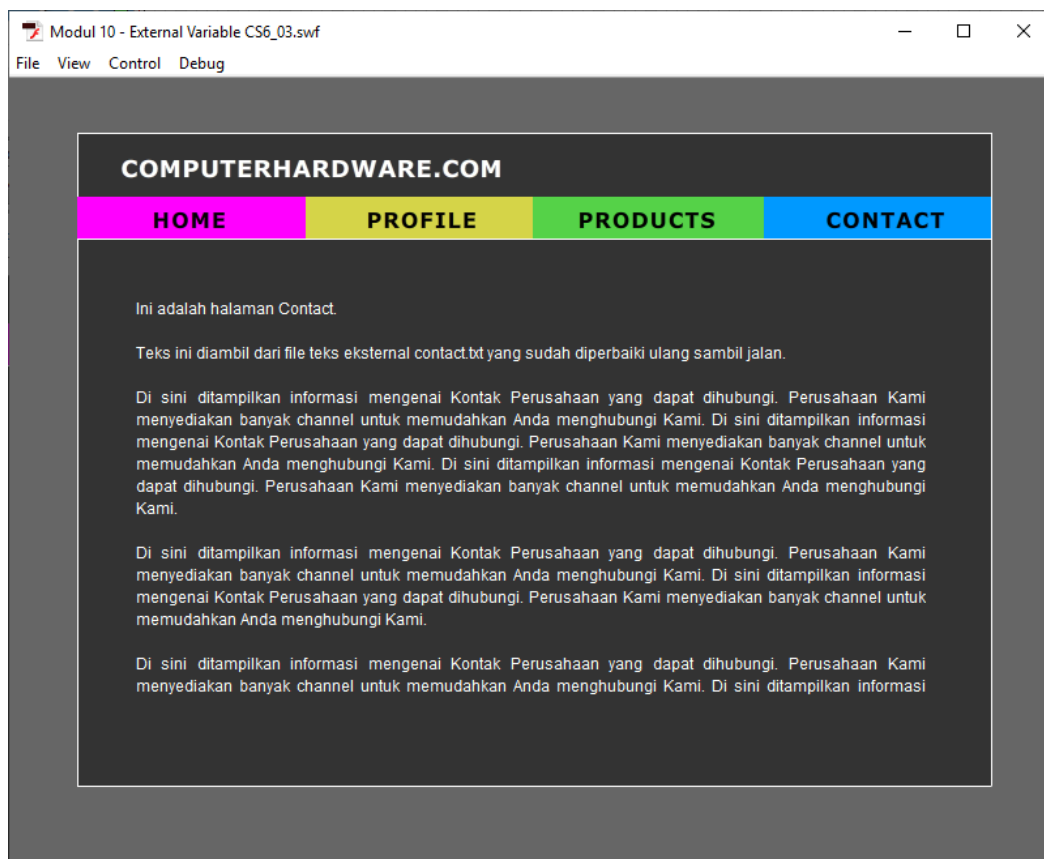 Modul 10 - External Variable CS6_03.swf
File View Control Debug
COMPUTERHARDWARE.COM
HOME PROFILE PRODUCTS CONTACT
Ini adalah halaman Contact.
Teks ini diambil dari file teks eksternal contact.txt yang sudah diperbaiki ulang sambil jalan.
Di sini ditampilkan informasi mengenai Kontak Perusahaan yang dapat dihubungi. Perusahaan Kami
menyediakan banyak channel untuk memudahkan Anda menghubungi Kami. Di sini ditampilkan informasi
mengenai Kontak Perusahaan yang dapat dihubungi. Perusahaan Kami menyediakan banyak channel untuk
memudahkan Anda menghubungi Kami. Di sini ditampilkan informasi mengenai Kontak Perusahaan yang
dapat dihubungi. Perusahaan Kami menyediakan banyak channel untuk memudahkan Anda menghubungi
Kami.
Di sini ditampilkan informasi mengenai Kontak Perusahaan yang dapat dihubungi. Perusahaan Kami
menyediakan banyak channel untuk memudahkan Anda menghubungi Kami. Di sini ditampilkan informasi
mengenai Kontak Perusahaan yang dapat dihubungi. Perusahaan Kami menyediakan banyak channel untuk
memudahkan Anda menghubungi Kami.
Di sini ditampilkan informasi mengenai Kontak Perusahaan yang dapat dihubungi. Perusahaan Kami
menyediakan banyak channel untuk memudahkan Anda menghubungi Kami. Di sini ditampilkan informasi